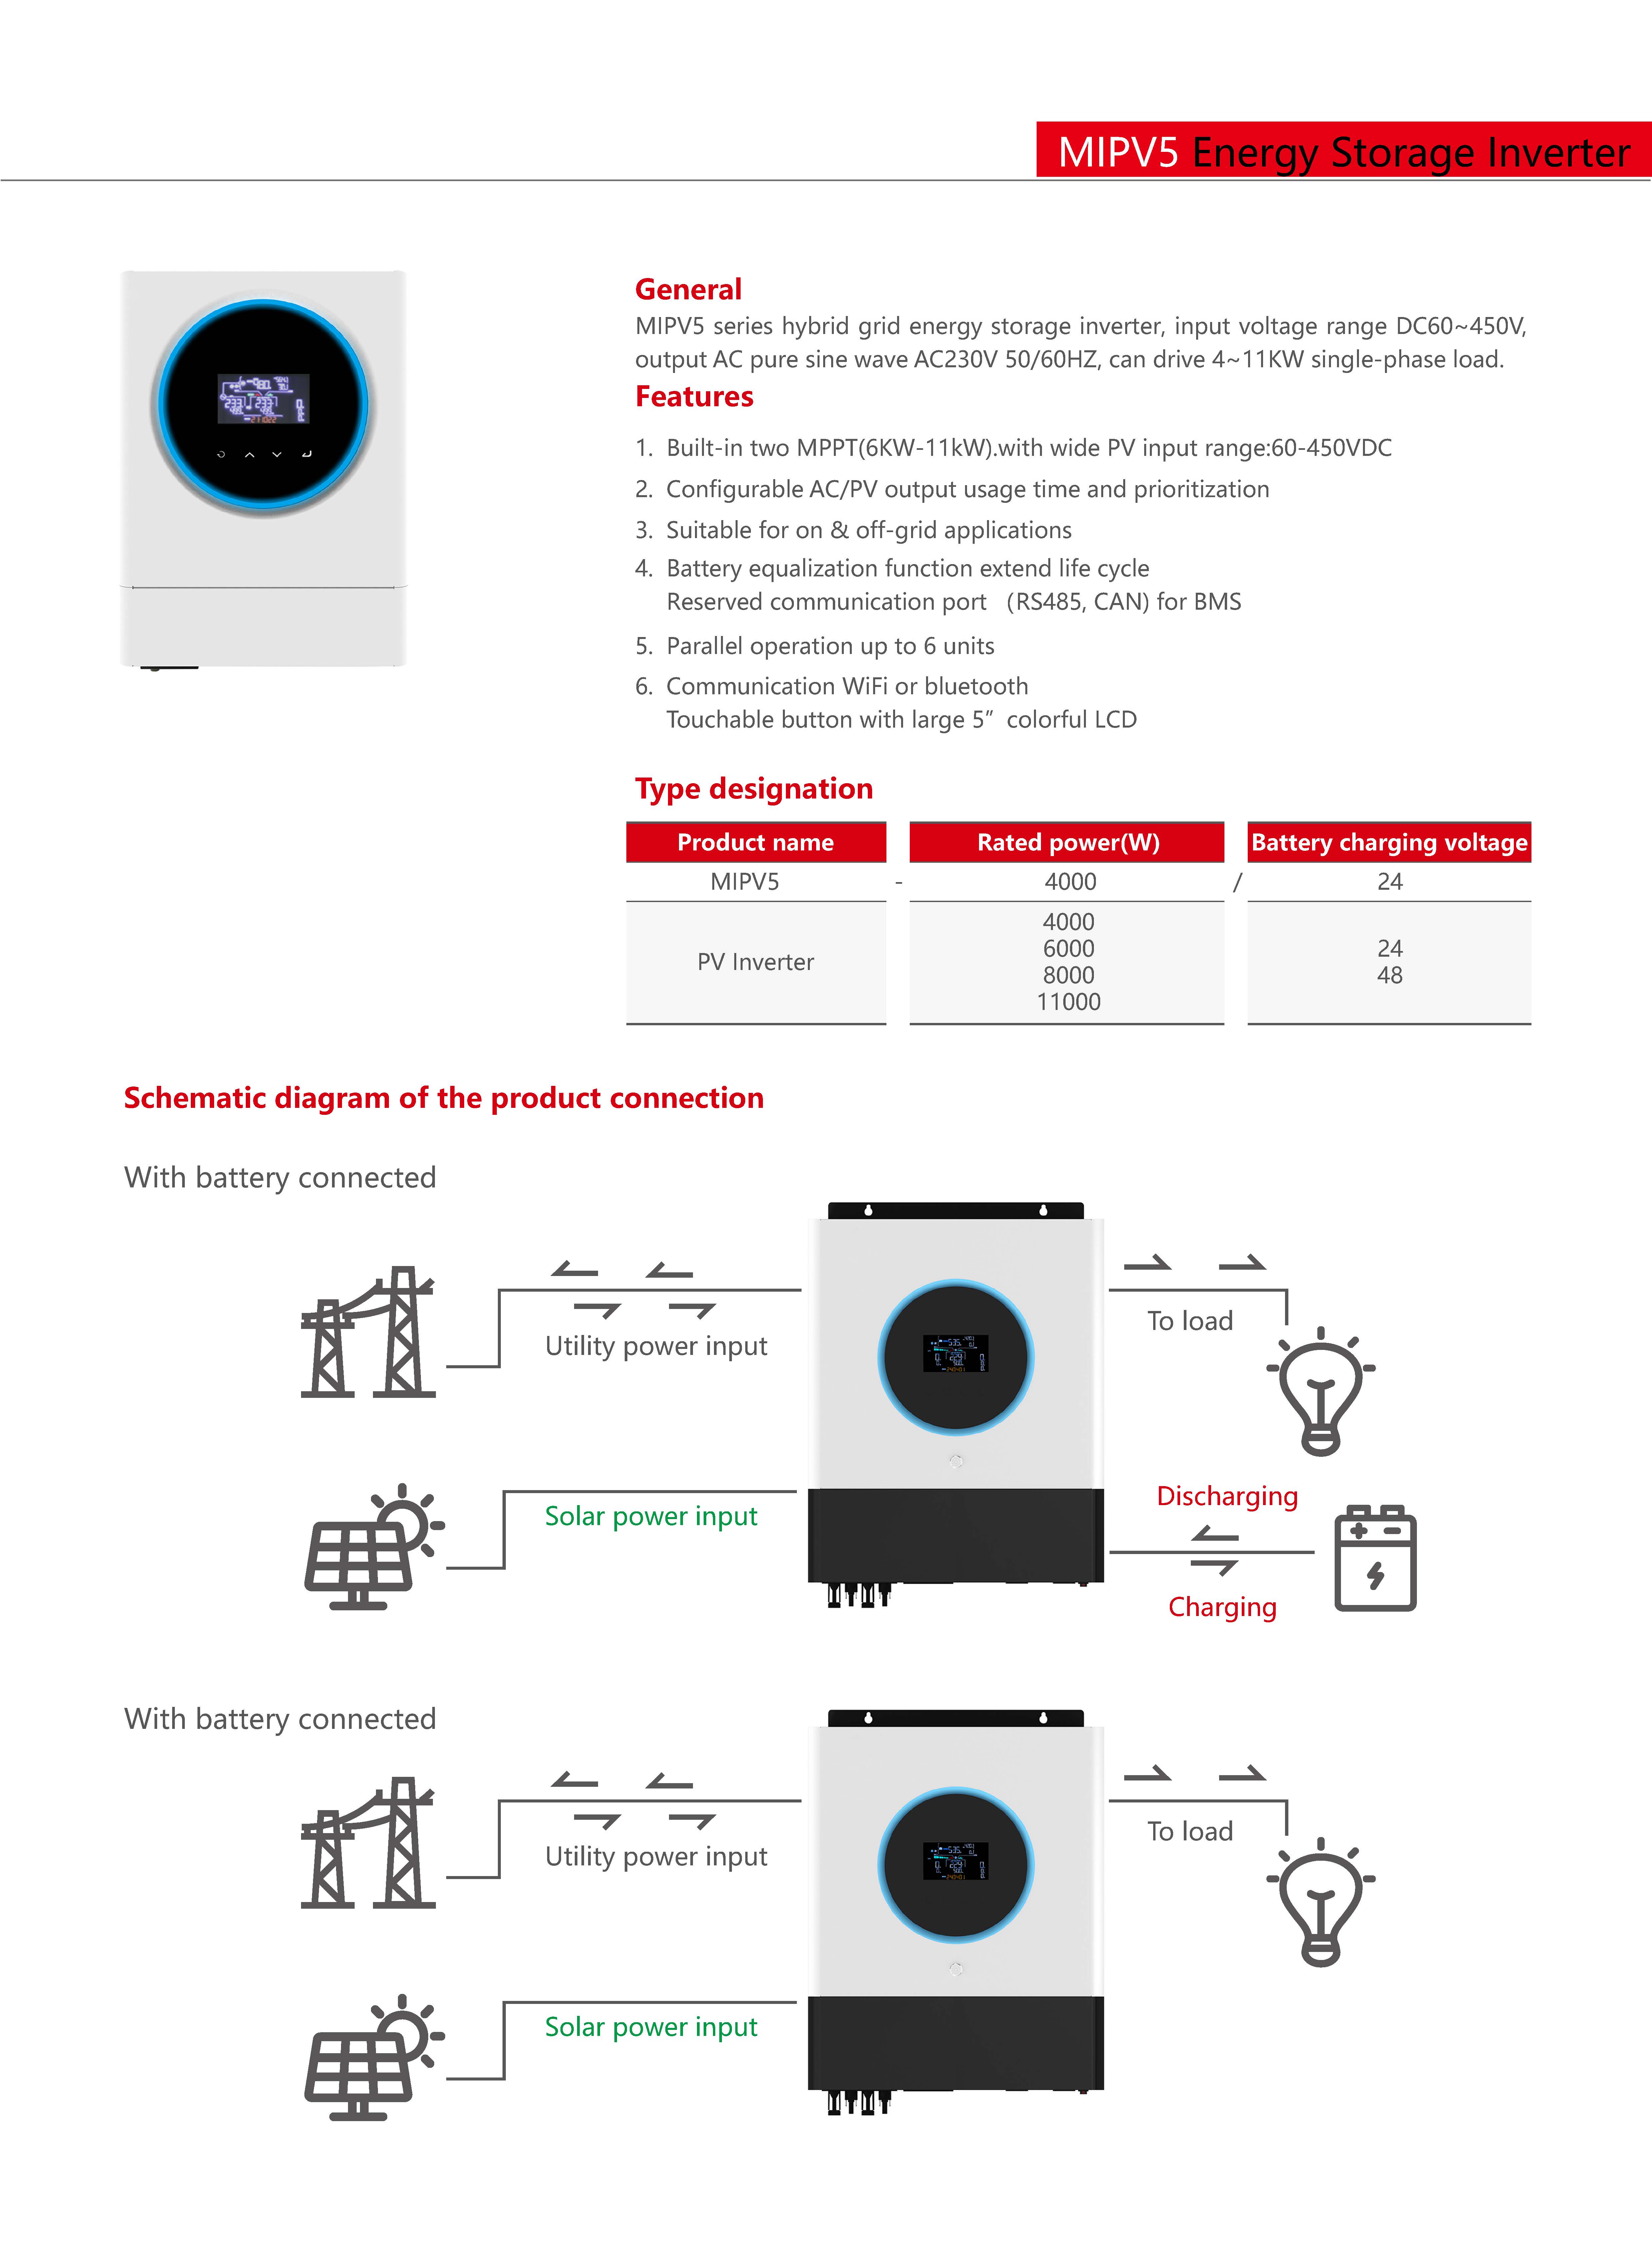 MIPV5 Energy Storage Inverter
General
MIPV5 series hybrid grid energy storage inverter, input voltage range DC60~450V,
output AC pure sine wave AC230V 50/60HZ, can drive 4~11KW single-phase load.
Features
1. Built-in two MPPT(6KW-11kW).with wide PV input range:60-450VDC
2. Configurable AC/PV output usage time and prioritization
3. Suitable for on & off-grid applications
4. Battery equalization function extend life cycle
Reserved communication port （RS485, CAN) for BMS
5. Parallel operation up to 6 units
6. Communication WiFi or bluetooth
Touchable button with large 5” colorful LCD
Type designation
Product name Rated power(W) Battery charging voltage
MIPV5 - 4000 / 24
PV Inverter
4000
6000
8000
11000
24
48
Schematic diagram of the product connection
With battery connected
Utility power input
To load
Solar power input
Discharging
Charging
With battery connected
Utility power input
To load
Solar power input